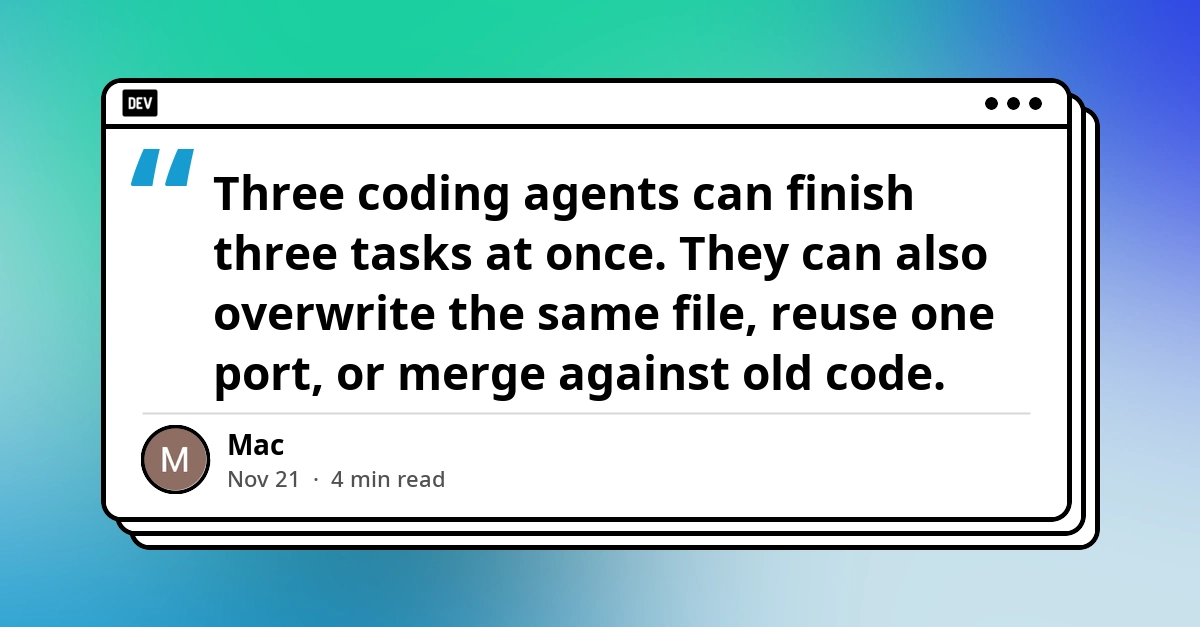 DEV
“Three coding agents can finish
three tasks at once. They can also
overwrite the same file, reuse one
port, or merge against old code.
M
Mac
Nov 21 · 4 min read